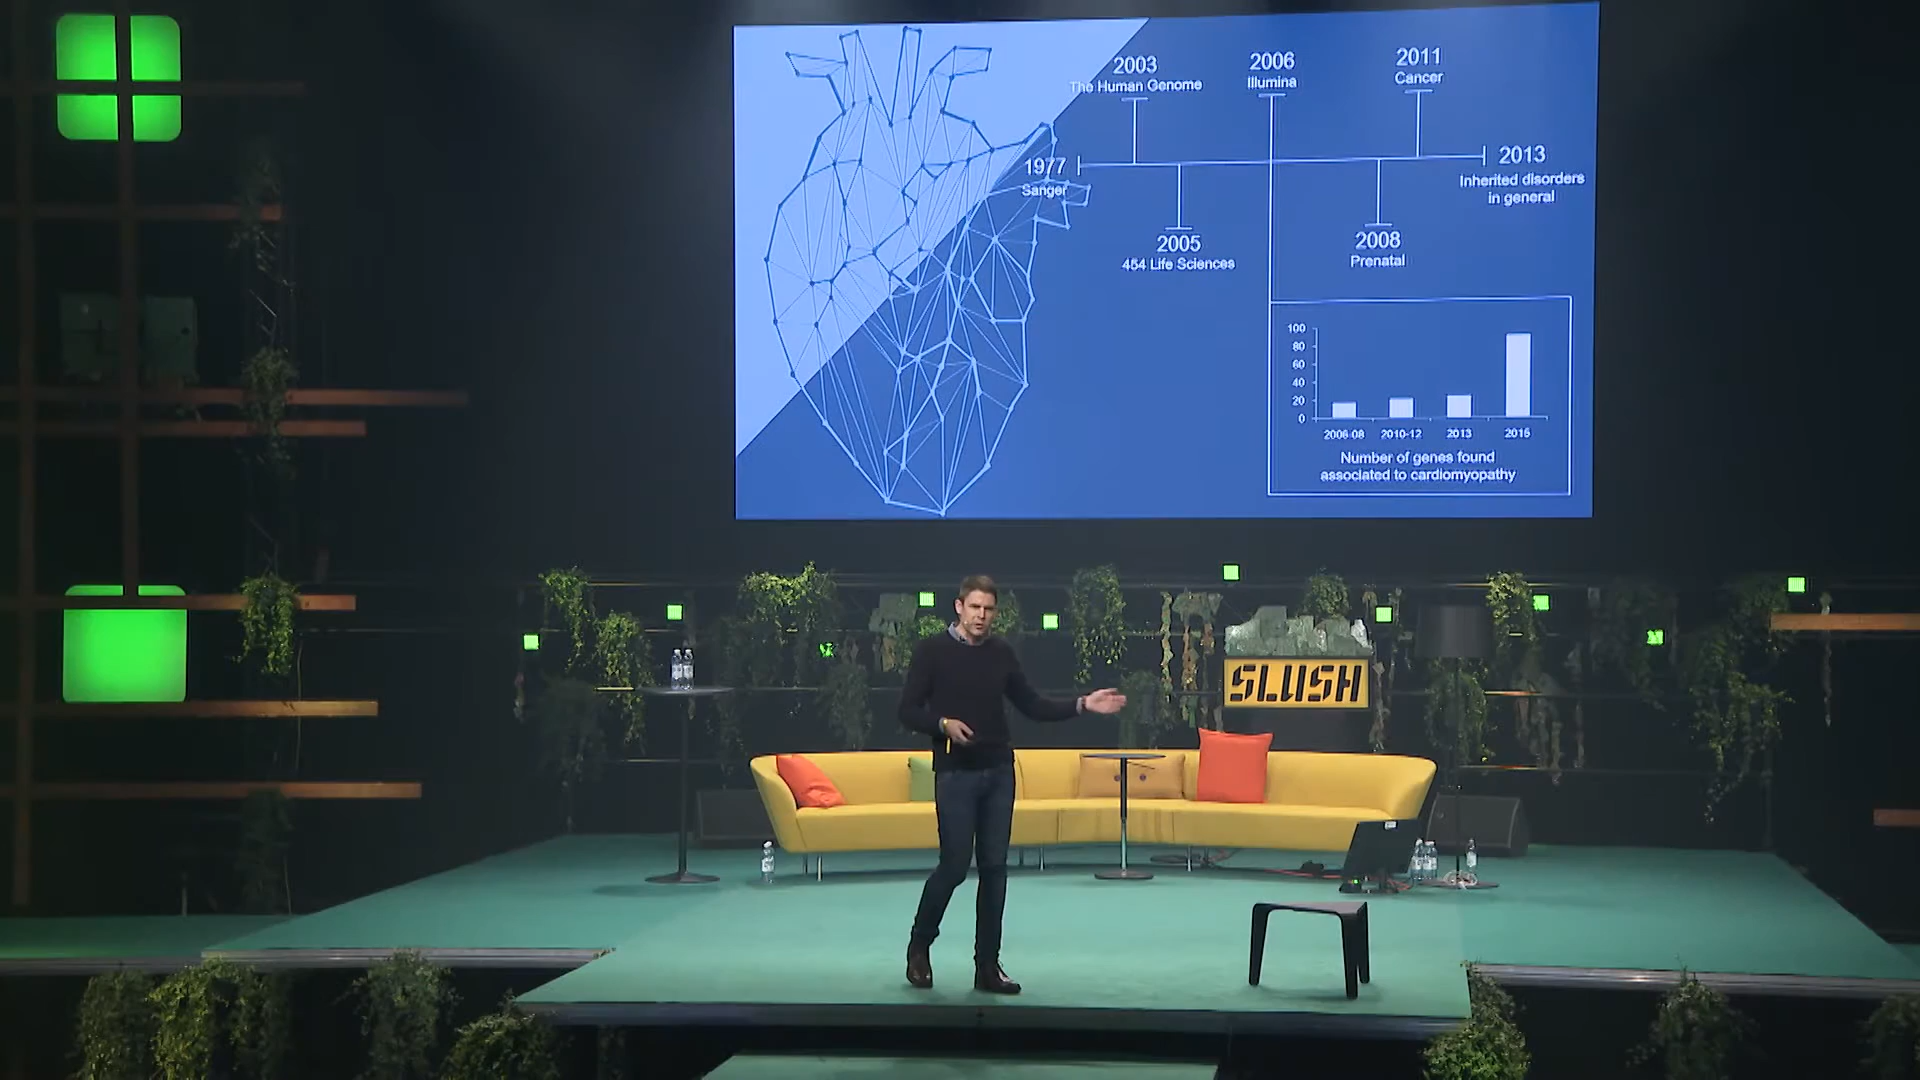 2003
The Human Genome
2006
Illumina
2011
Cancer
1977
Sanger
2013
Inherited disorders
in general
2005
454 Life Sciences
2008
Prenatal
100
80
60
40
20
0
2006-08
2010-12
2013
2015
Number of genes found
associated to cardiomyopathy
SLUSH